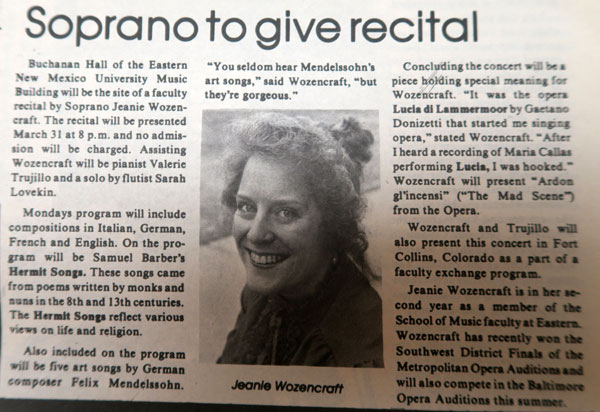 Soprano to give recital
Buchanan Hall of the Eastern
New Mexico University Music
Building will be the site of a faculty
recital by Soprano Jeanie Wozen-
craft. The recital will be presented
March 31 at 8 p.m. and no admis-
sion will be charged. Assisting
Wozencraft will be pianist Valerie
Trujillo and a solo by flutist Sarah
Lovekin.
Mondays program will include
compositions in Italian, German,
French and English. On the pro-
gram will be Samuel Barber's
Hermit Songs. These songs came
from poems written by monks and
nuns in the 8th and 13th centuries.
The Hermit Songs reflect various
views on life and religion.
Also included on the program
will be five art songs by German
composer Felix Mendelssohn.
"You seldom hear Mendelssohn's
art songs," said Wozencraft, "but
they're gorgeous."
Jeanie Wozencraft
Concluding the concert will be a
piece holding special meaning for
Wozencraft. "It was the opera
Lucia di Lammermoor by Gaetano
Donizetti that started me singing
opera," stated Wozencraft. "After
I heard a recording of Maria Callas
performing Lucia, I was hooked."
Wozencraft will present "Ardon
gl'incensi" ("The Mad Scene")
from the Opera.
Wozencraft and Trujillo will
also present this concert in Fort
Collins, Colorado as a part of a
faculty exchange program.
Jeanie Wozencraft is in her se-
cond year as a member of the
School of Music faculty at Eastern.
Wozencraft has recently won the
Southwest District Finals of the
Metropolitan Opera Auditions and
will also compete in the Baltimore
Opera Auditions this summer.